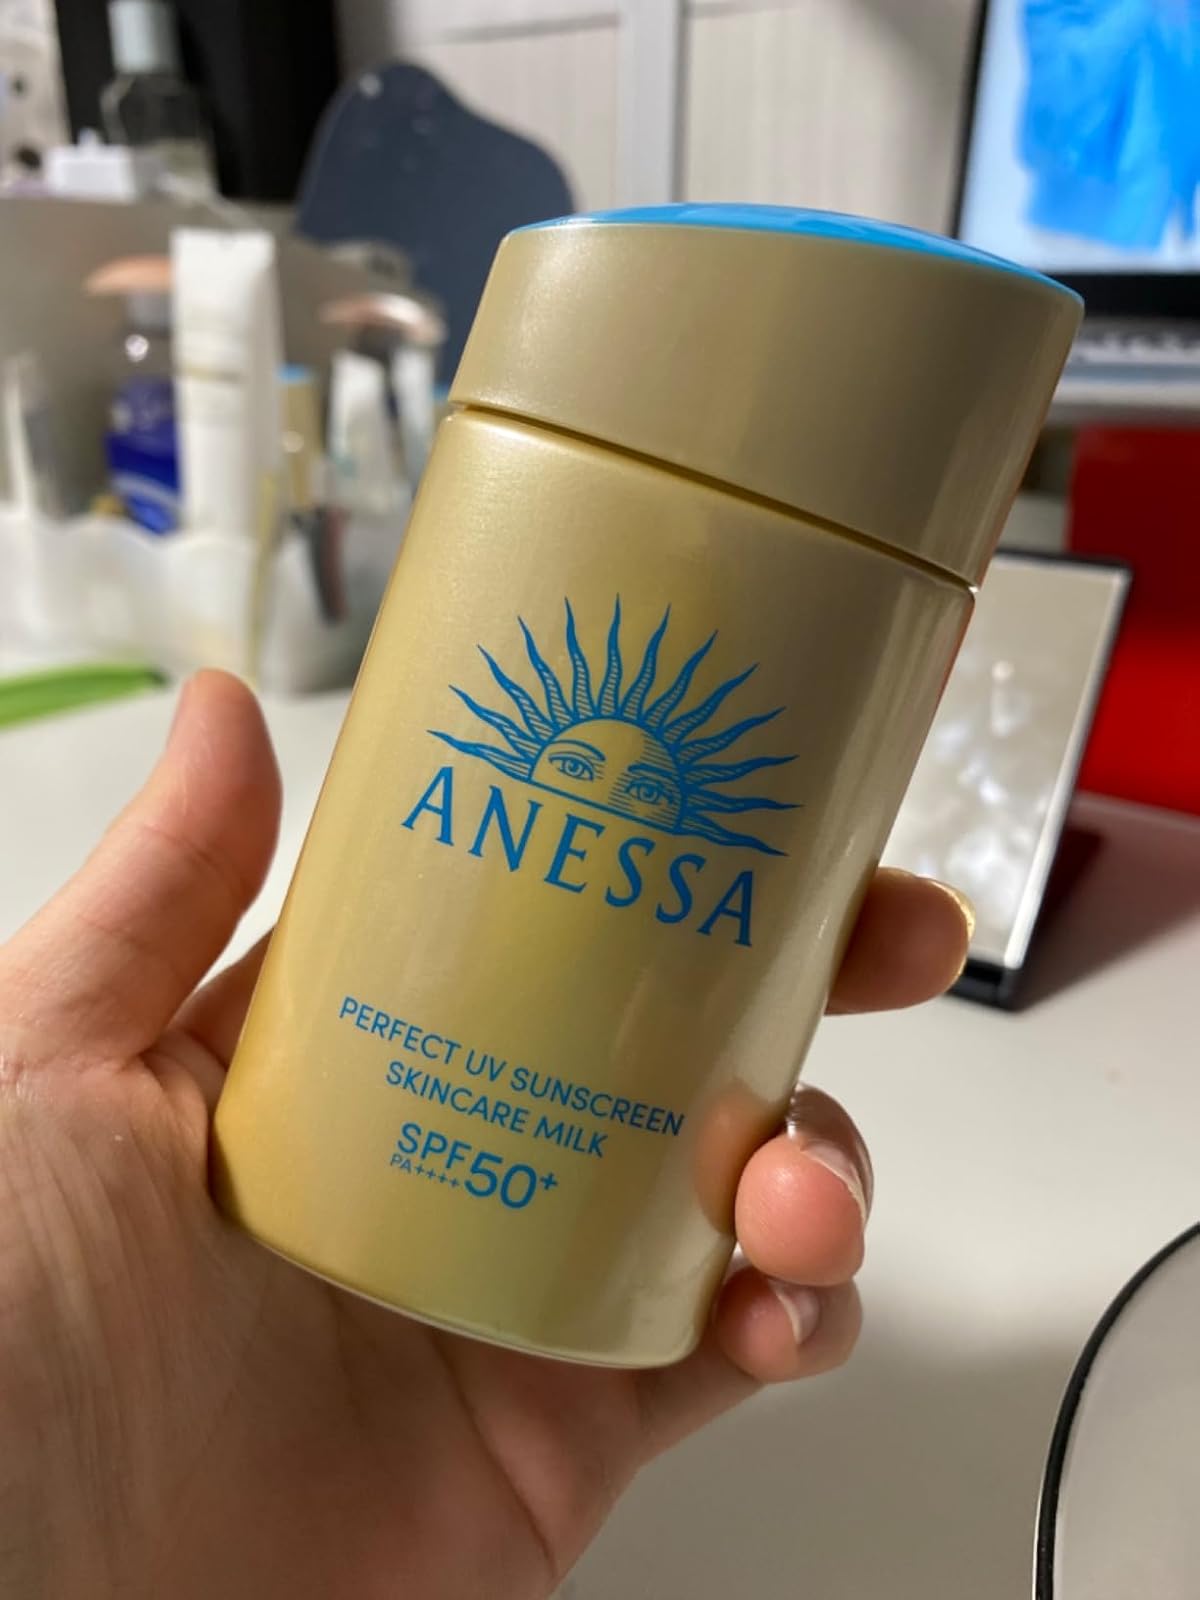 ANESSA
PERFECT UV SUNSCREEN
SKINCARE MILK
SPF50+
PA++++